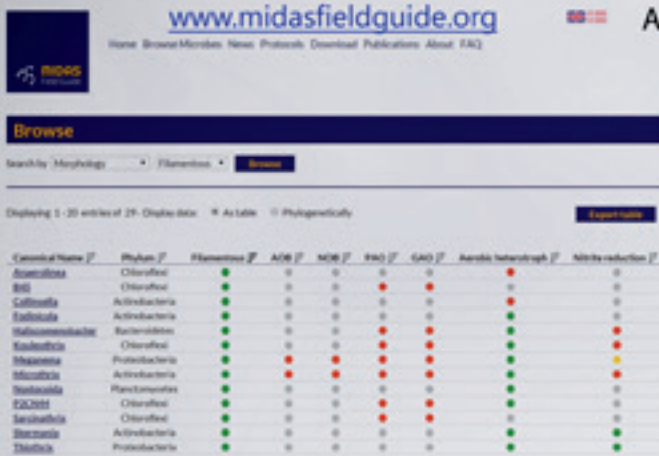 www.midasfieldguide.org
A
Home Browse Microbes News Protocols Download Publications About FAQ
MIDAS
Field Guide
Browse
Search by Morphology Filamentous Browse
Displaying 1 - 20 entries of 29 - Display data: As table Phylogenetically
Export table
Canonical Name Phylum Filamentous AOB NOB PAO GAO Aerobic heterotroph Nitrite reduction
Anaerolinea Chloroflexi
B45 Chloroflexi
Collinsella Actinobacteria
Fodinicola Actinobacteria
Haliscomenobacter Bacteroidetes
Kouleothrix Chloroflexi
Meganema Proteobacteria
Microthrix Actinobacteria
Nostocoida Planctomycetes
P2CN44 Chloroflexi
Sarcinathrix Chloroflexi
Skermania Actinobacteria
Thiothrix Proteobacteria